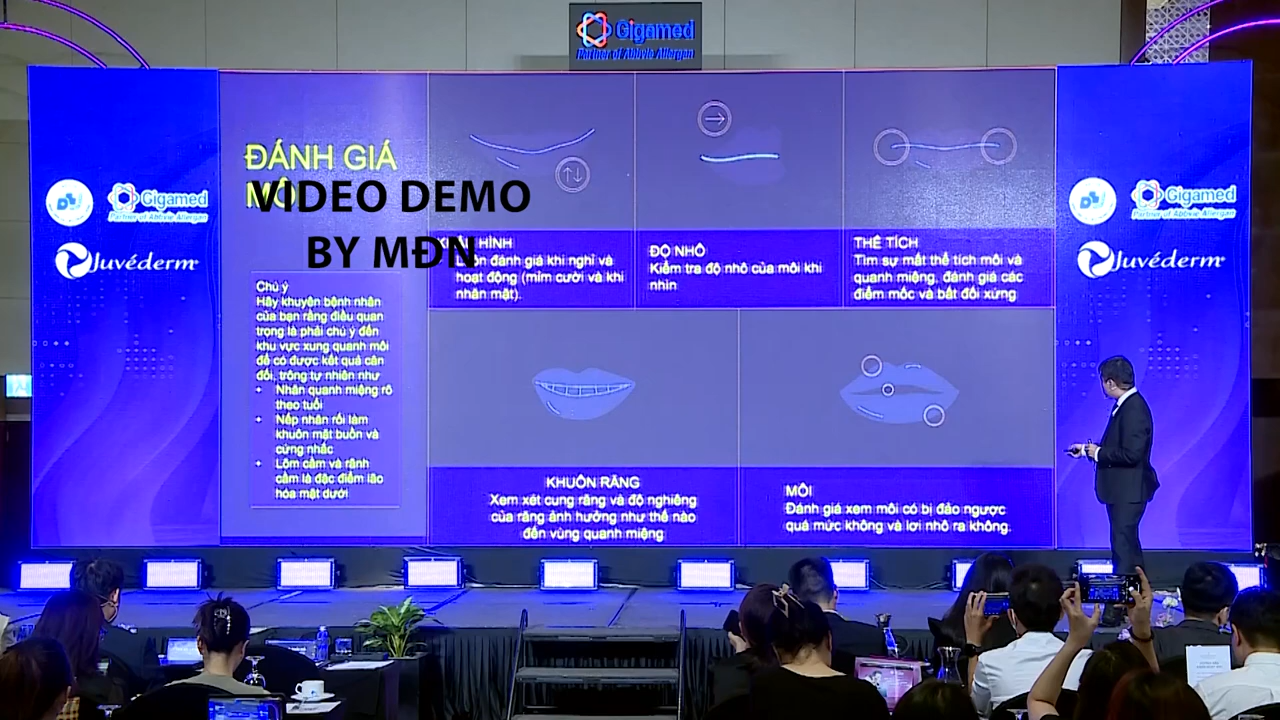 Gigamed
Partner of Abbvie Allergan
Gigamed
Partner of Abbvie Allergan
Juvéderm
ĐÁNH GIÁ
MÔI
VIDEO DEMO
BY MĐN
Chú ý
Hãy khuyên bệnh nhân
của bạn rằng điều quan
trọng là phải chú ý đến
khu vực xung quanh môi
để có được kết quả cân
đối, trông tự nhiên như
Nhăn quanh miệng rõ
theo tuổi
Nếp nhăn rối làm
khuôn mặt buồn và
cứng nhắc
Lõm cằm và rãnh
cằm là đặc điểm lão
hóa mặt dưới
HÌNH
đánh giá khi nghỉ và
hoạt động (mỉm cười và khi
nhăn mặt).
ĐỘ NHÔ
Kiểm tra độ nhô của môi khi
nhìn
THỂ TÍCH
Tìm sự mất thể tích môi và
quanh miệng, đánh giá các
điểm mốc và bất đối xứng
KHUÔN RĂNG
Xem xét cung răng và độ nghiêng
của răng ảnh hưởng như thế nào
đến vùng quanh miệng
MÔI
Đánh giá xem môi có bị đảo ngược
quá mức không và lợi nhô ra không.
Gigamed
Partner of Abbvie Allergan
Juvéderm